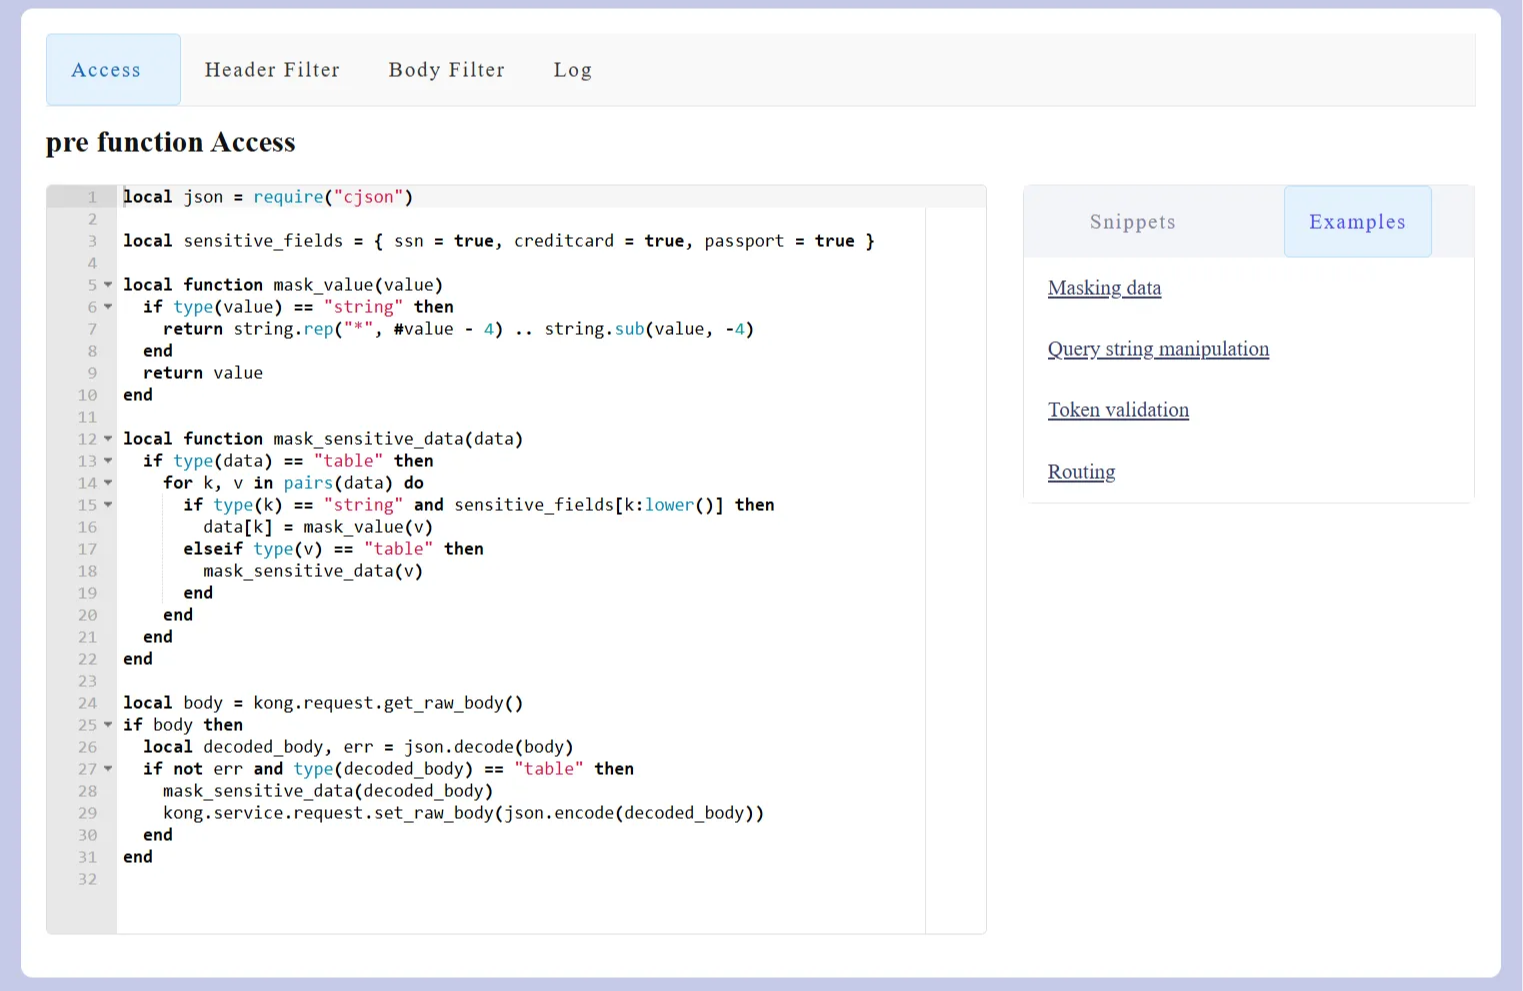 Access Header Filter Body Filter Log
pre function Access
1 local json = require("cjson")
2
3 local sensitive_fields = { ssn = true, creditcard = true, passport = true }
4
5 local function mask_value(value)
6   if type(value) == "string" then
7     return string.rep("*", #value - 4) .. string.sub(value, -4)
8   end
9   return value
10 end
11
12 local function mask_sensitive_data(data)
13   if type(data) == "table" then
14     for k, v in pairs(data) do
15       if type(k) == "string" and sensitive_fields[k:lower()] then
16         data[k] = mask_value(v)
17       elseif type(v) == "table" then
18         mask_sensitive_data(v)
19       end
20     end
21   end
22 end
23
24 local body = kong.request.get_raw_body()
25 if body then
26   local decoded_body, err = json.decode(body)
27   if not err and type(decoded_body) == "table" then
28     mask_sensitive_data(decoded_body)
29     kong.service.request.set_raw_body(json.encode(decoded_body))
30   end
31 end
32
Snippets Examples
Masking data
Query string manipulation
Token validation
Routing